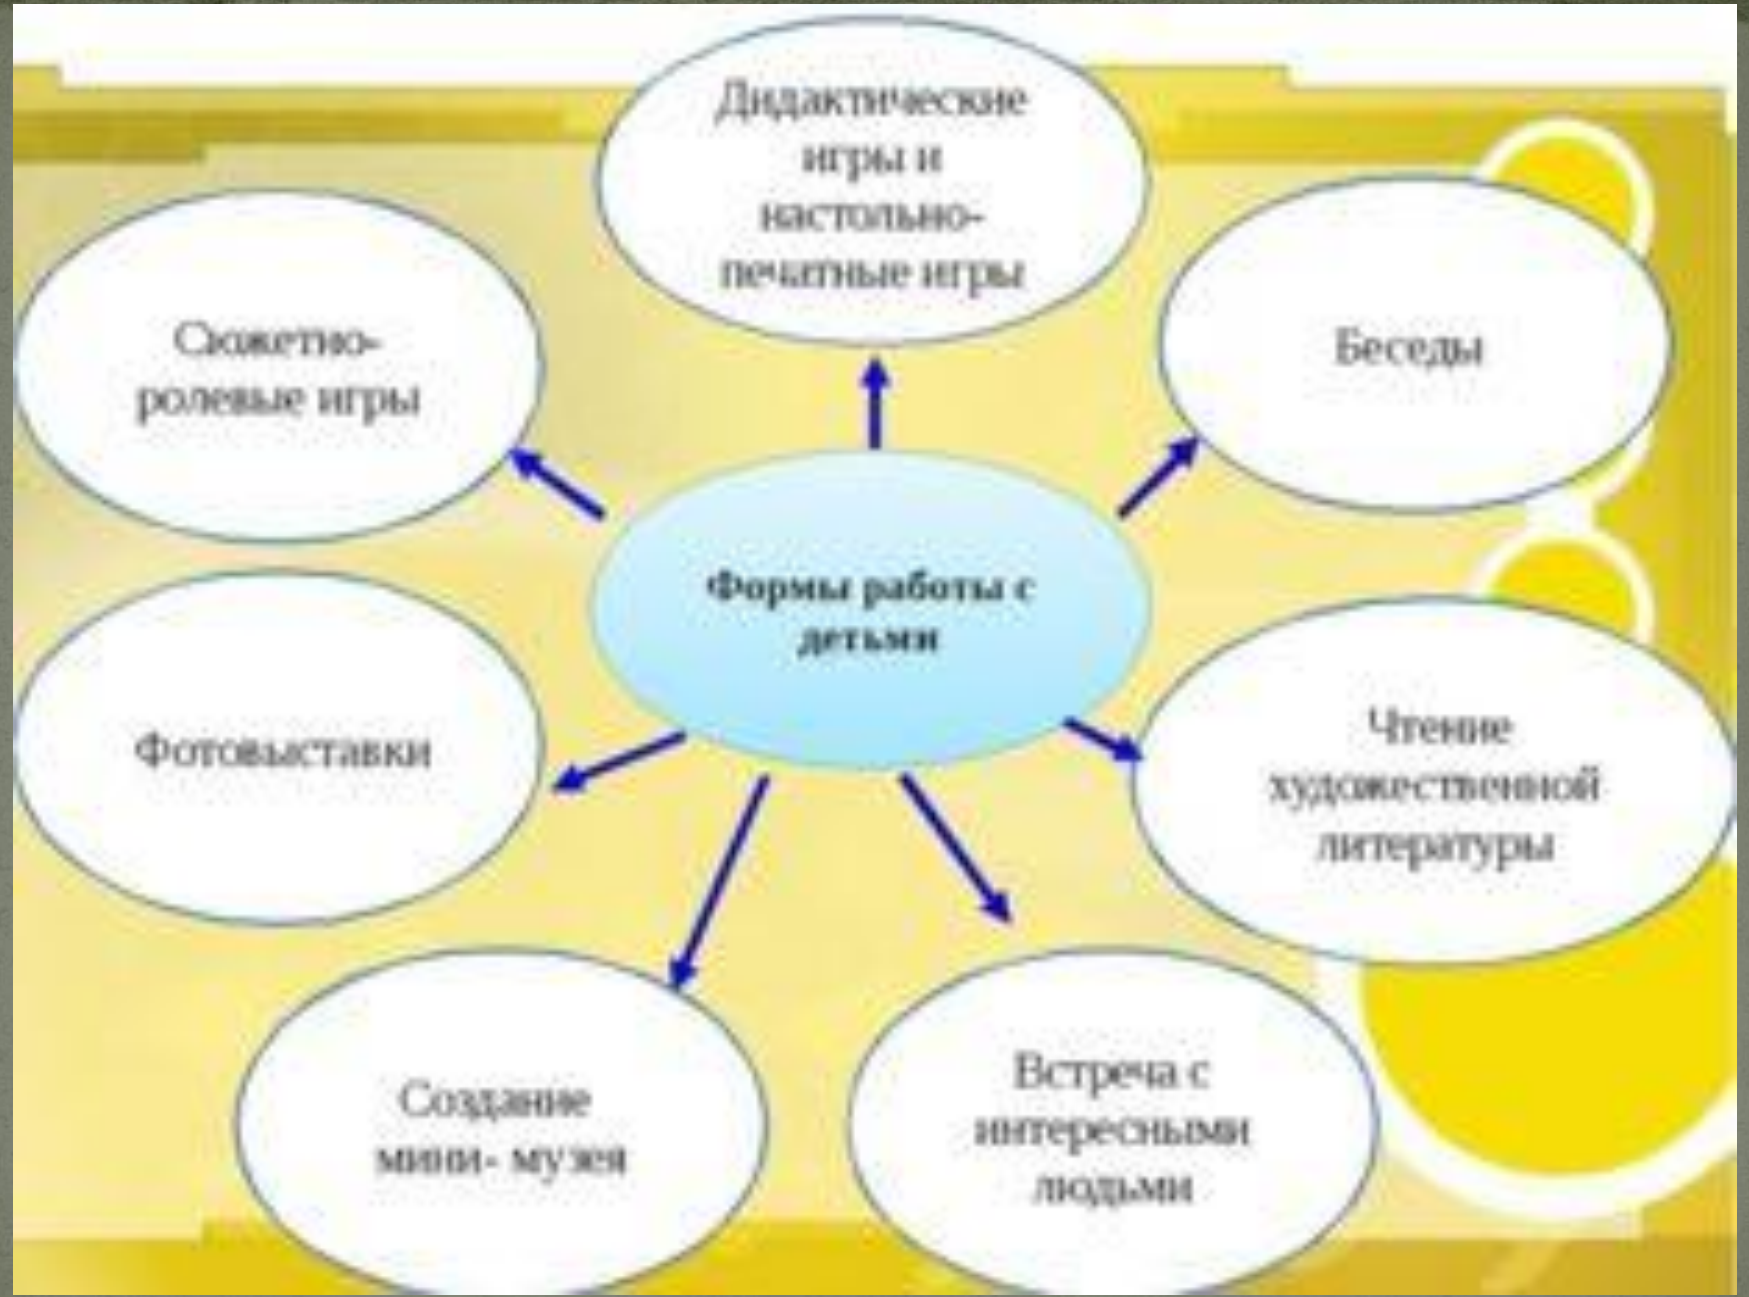 Дидактические
игры и
настольно-
печатные игры
Сюжетно-
ролевые игры
Беседы
Формы работы с
детьми
Фотовыставки
Чтение
художественной
литературы
Создание
мини- музея
Встреча с
интересными
людьми